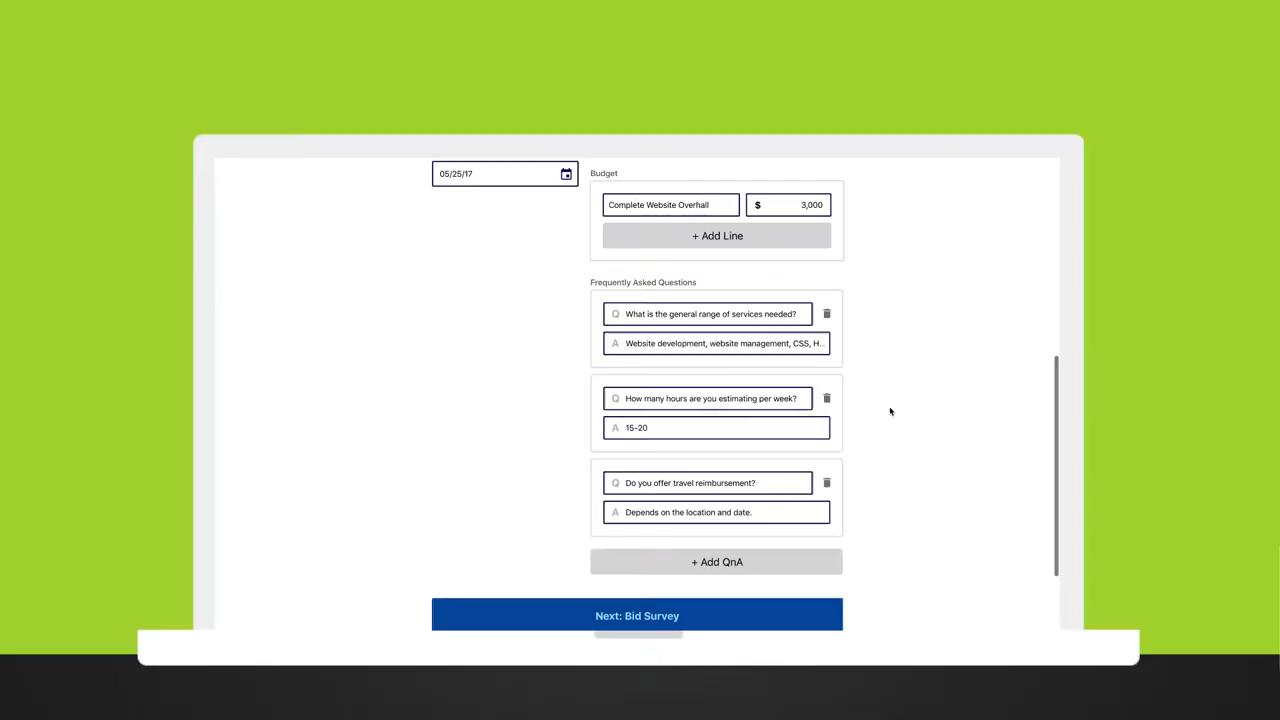 05/25/17
Budget
Complete Website Overhall
$ 3,000
+ Add Line
Frequently Asked Questions
Q What is the general range of services needed?
A Website development, website management, CSS, H...
Q How many hours are you estimating per week?
A 15-20
Q Do you offer travel reimbursement?
A Depends on the location and date.
+ Add QnA
Next: Bid Survey